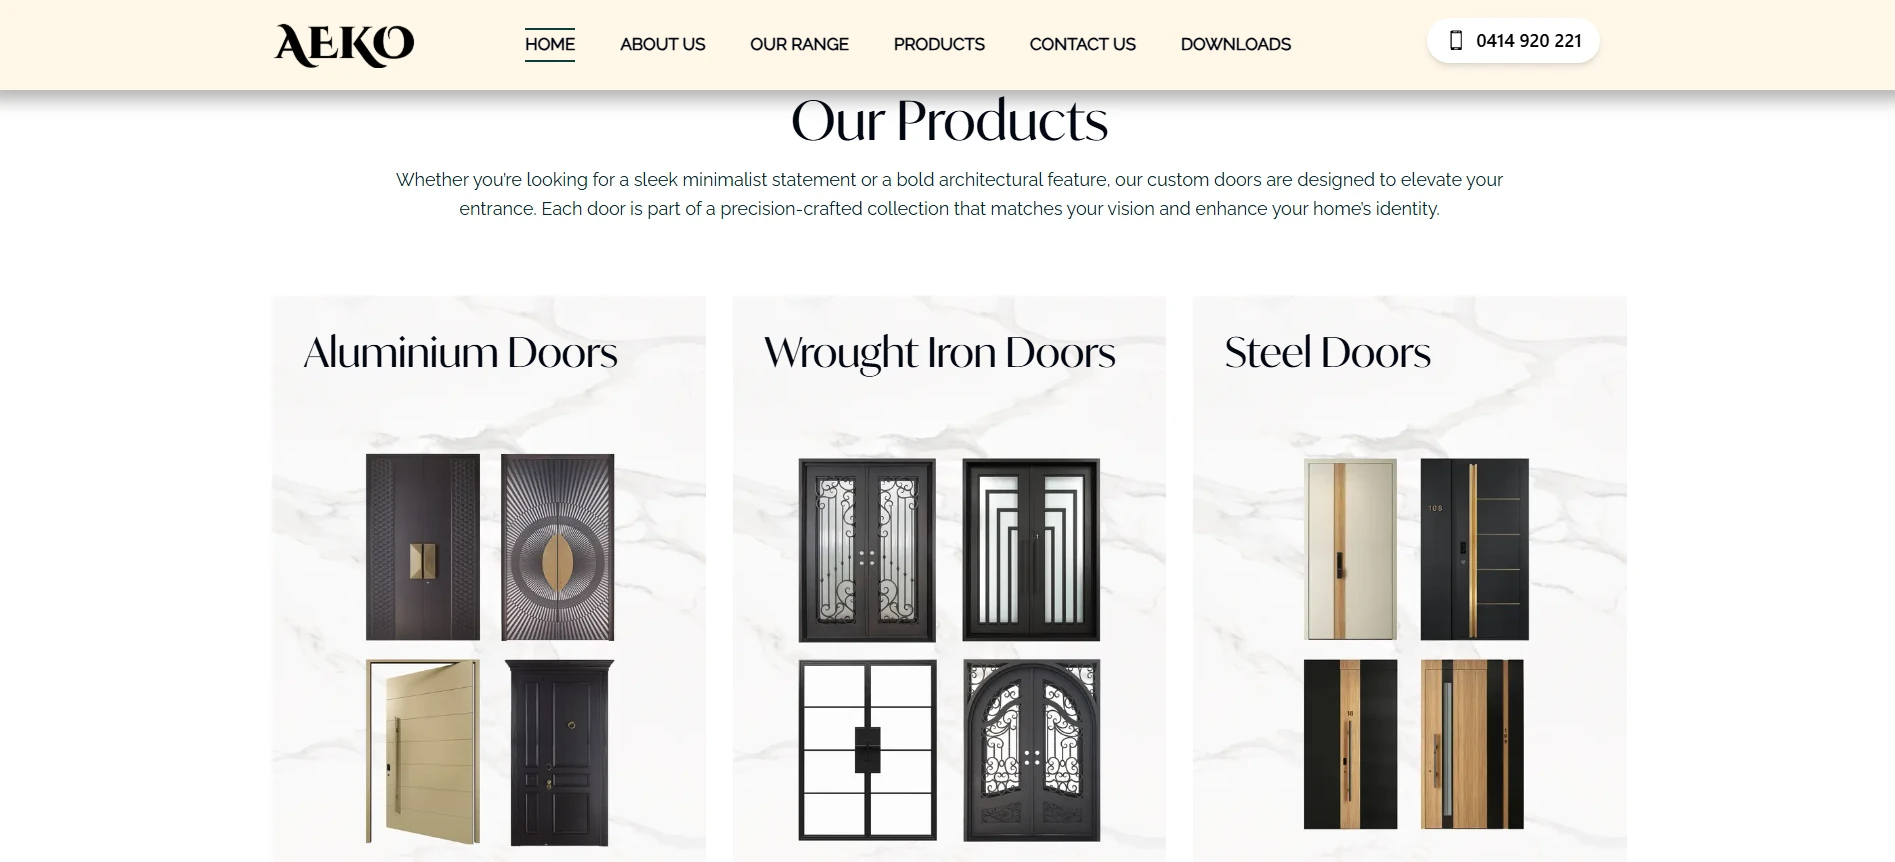 AEKO
HOME
ABOUT US
OUR RANGE
PRODUCTS
CONTACT US
DOWNLOADS
0414 920 221
Our Products
Whether you're looking for a sleek minimalist statement or a bold architectural feature, our custom doors are designed to elevate your
entrance. Each door is part of a precision-crafted collection that matches your vision and enhance your home's identity.
Aluminium Doors
Wrought Iron Doors
Steel Doors
108
16